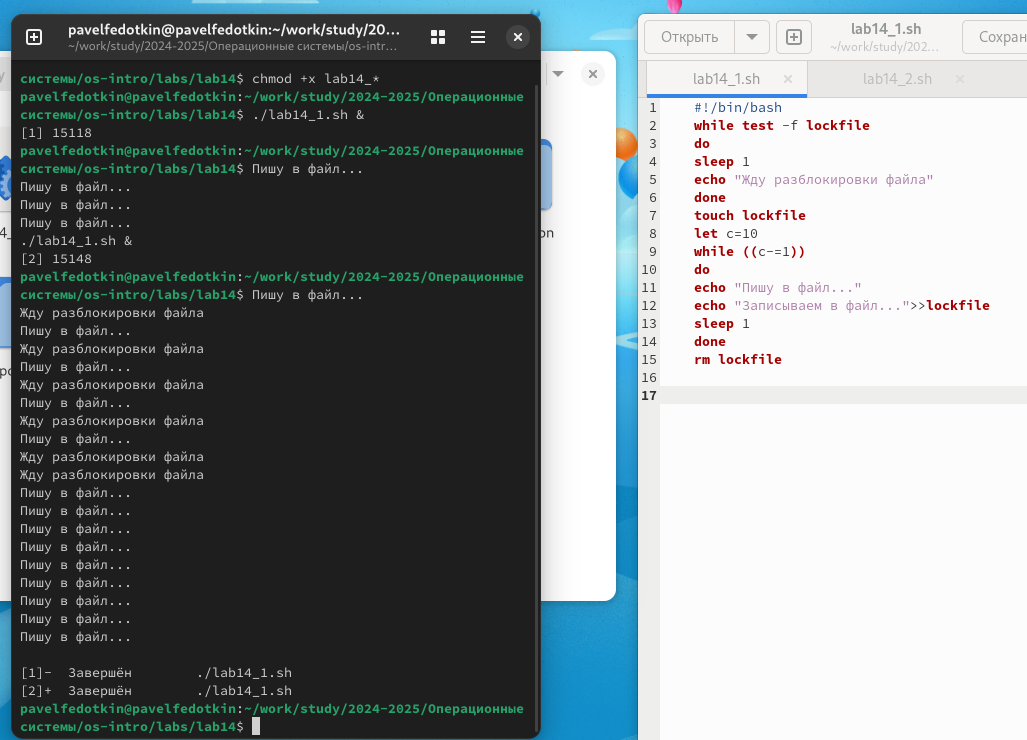 pavelfedotkin@pavelfedotkin:~/work/study/20...
~/work/study/2024-2025/Операционные системы/os-intr...
системы/os-intro/labs/lab14$ chmod +x lab14_*
pavelfedotkin@pavelfedotkin:~/work/study/2024-2025/Операционные
системы/os-intro/labs/lab14$ ./lab14_1.sh &
[1] 15118
pavelfedotkin@pavelfedotkin:~/work/study/2024-2025/Операционные
системы/os-intro/labs/lab14$ Пишу в файл...
Пишу в файл...
Пишу в файл...
Пишу в файл...
./lab14_1.sh &
[2] 15148
pavelfedotkin@pavelfedotkin:~/work/study/2024-2025/Операционные
системы/os-intro/labs/lab14$ Пишу в файл...
Жду разблокировки файла
Пишу в файл...
Жду разблокировки файла
Пишу в файл...
Жду разблокировки файла
Пишу в файл...
Жду разблокировки файла
Пишу в файл...
Жду разблокировки файла
Жду разблокировки файла
Пишу в файл...
Пишу в файл...
Пишу в файл...
Пишу в файл...
Пишу в файл...
Пишу в файл...
Пишу в файл...
Пишу в файл...
Пишу в файл...
[1]-  Завершён        ./lab14_1.sh
[2]+  Завершён        ./lab14_1.sh
pavelfedotkin@pavelfedotkin:~/work/study/2024-2025/Операционные
системы/os-intro/labs/lab14$
Открыть
lab14_1.sh
~/work/study/202...
Сохран
lab14_1.sh
lab14_2.sh
1 #!/bin/bash
2 while test -f lockfile
3 do
4 sleep 1
5 echo "Жду разблокировки файла"
6 done
7 touch lockfile
8 let c=10
9 while ((c-=1))
10 do
11 echo "Пишу в файл..."
12 echo "Записываем в файл...">>lockfile
13 sleep 1
14 done
15 rm lockfile
16
17